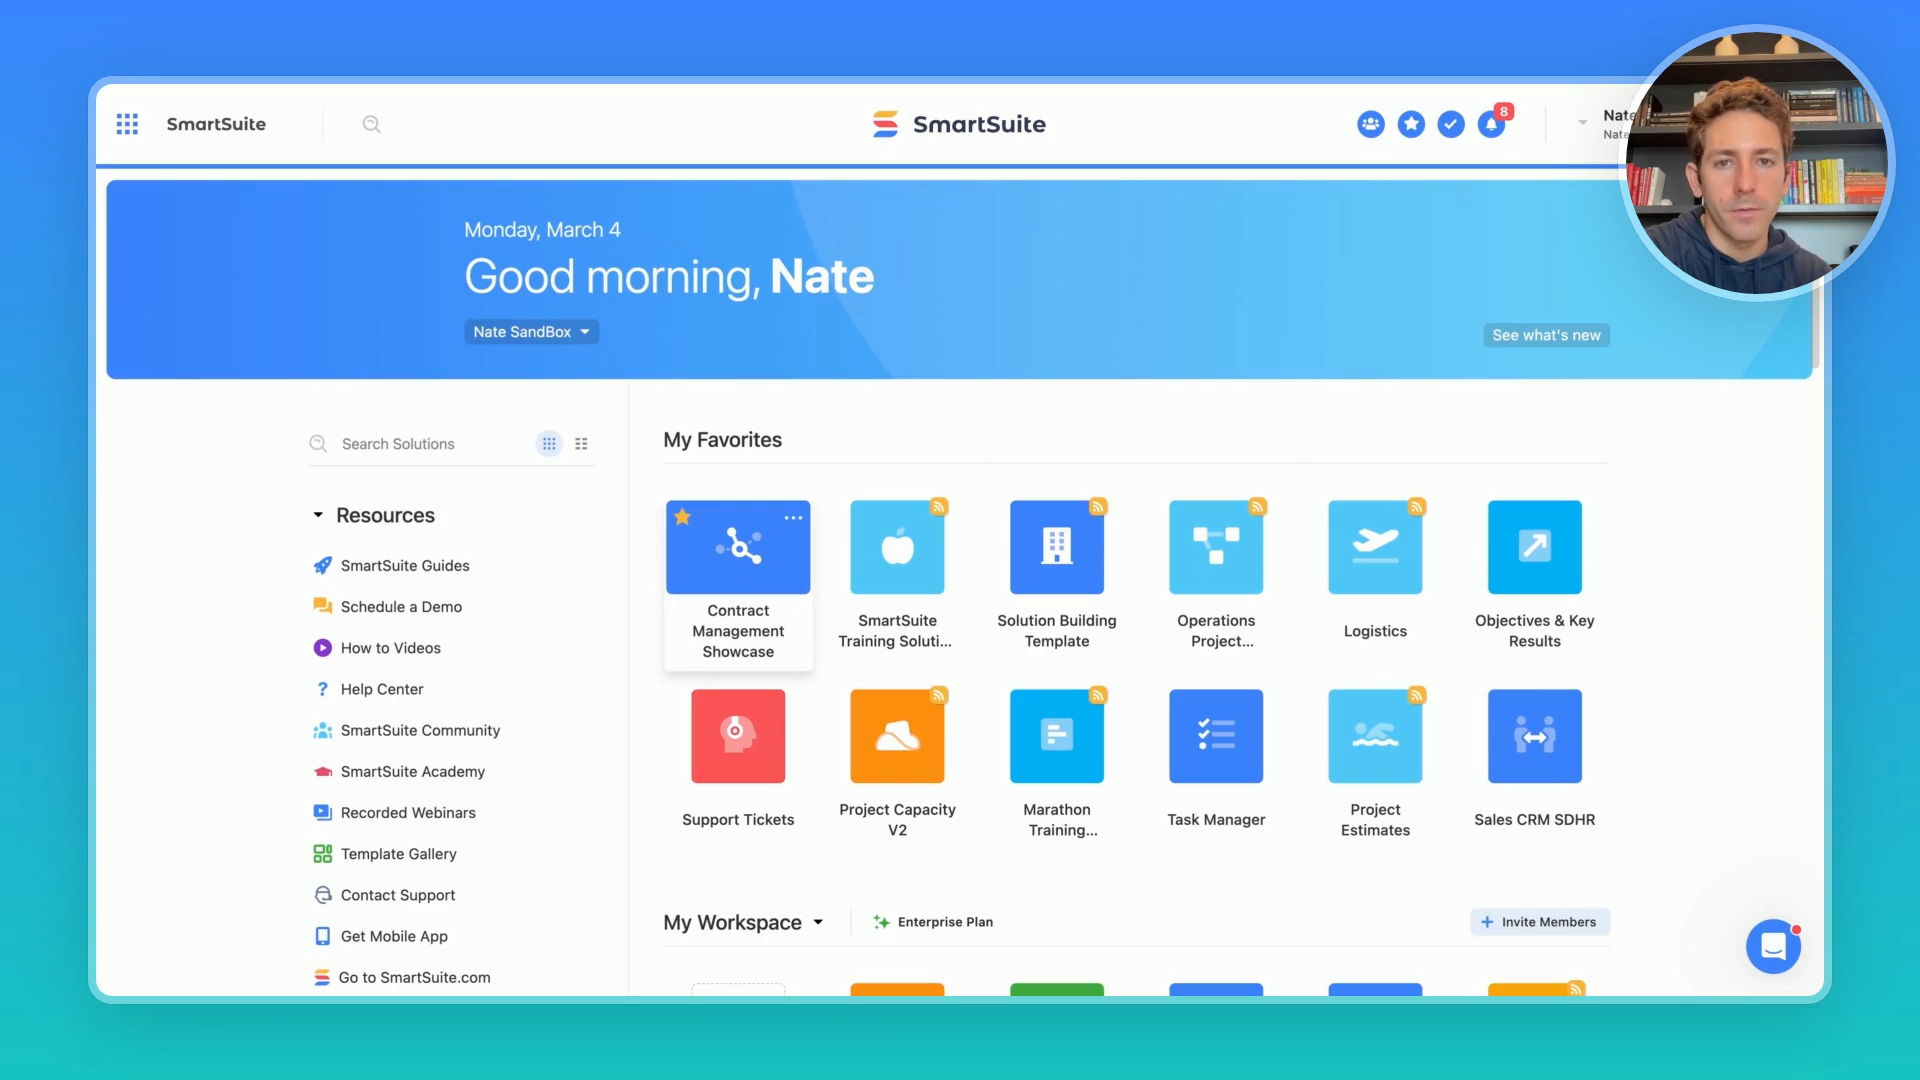 SmartSuite
SmartSuite
8
Nate
Nate
Monday, March 4
Good morning, Nate
Nate SandBox
See what's new
Search Solutions
Resources
SmartSuite Guides
Schedule a Demo
How to Videos
? Help Center
SmartSuite Community
SmartSuite Academy
Recorded Webinars
Template Gallery
Contact Support
Get Mobile App
Go to SmartSuite.com
My Favorites
Contract
Management
Showcase
SmartSuite
Training Soluti...
Solution Building
Template
Operations
Project...
Logistics
Objectives & Key
Results
Support Tickets
Project Capacity
V2
Marathon
Training...
Task Manager
Project
Estimates
Sales CRM SDHR
My Workspace
Enterprise Plan
+ Invite Members